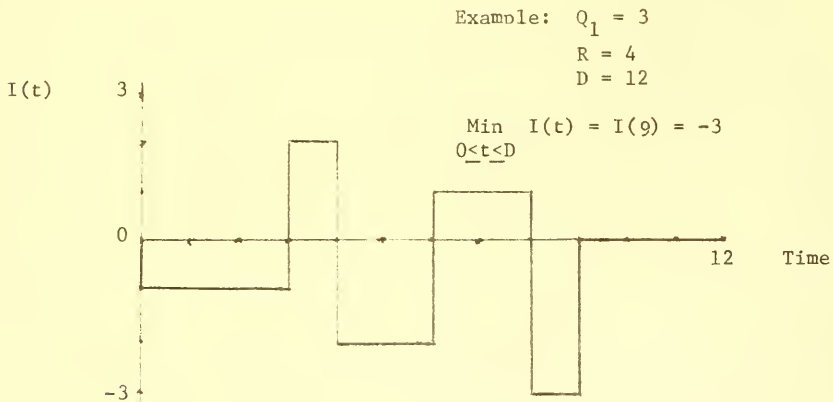 Example: Q1 = 3
R = 4
D = 12
I(t) 3
Min I(t) = I(9) = -3
0≤t≤D
0
12 Time
-3